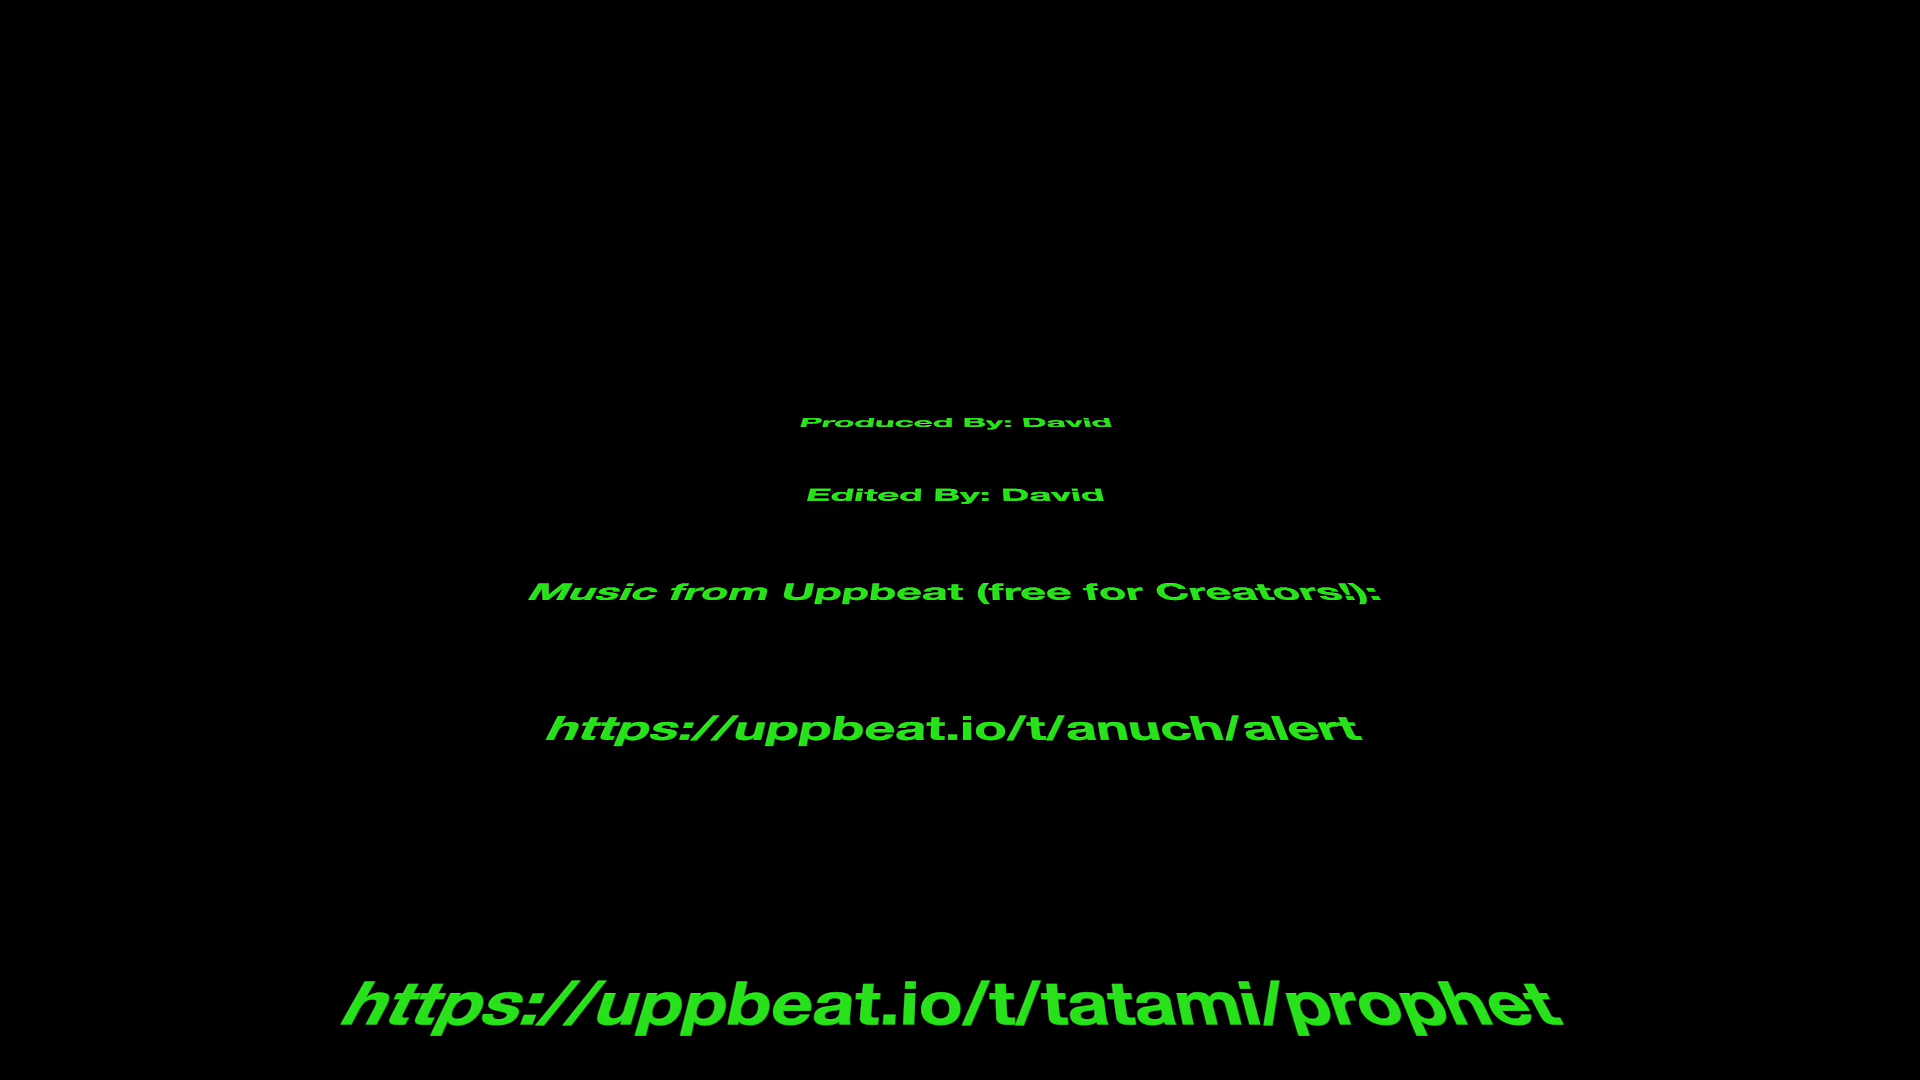 Produced By: David
Edited By: David
Music from Uppbeat (free for Creators!):
https://uppbeat.io/t/anuch/alert
https://uppbeat.io/t/tatami/prophet